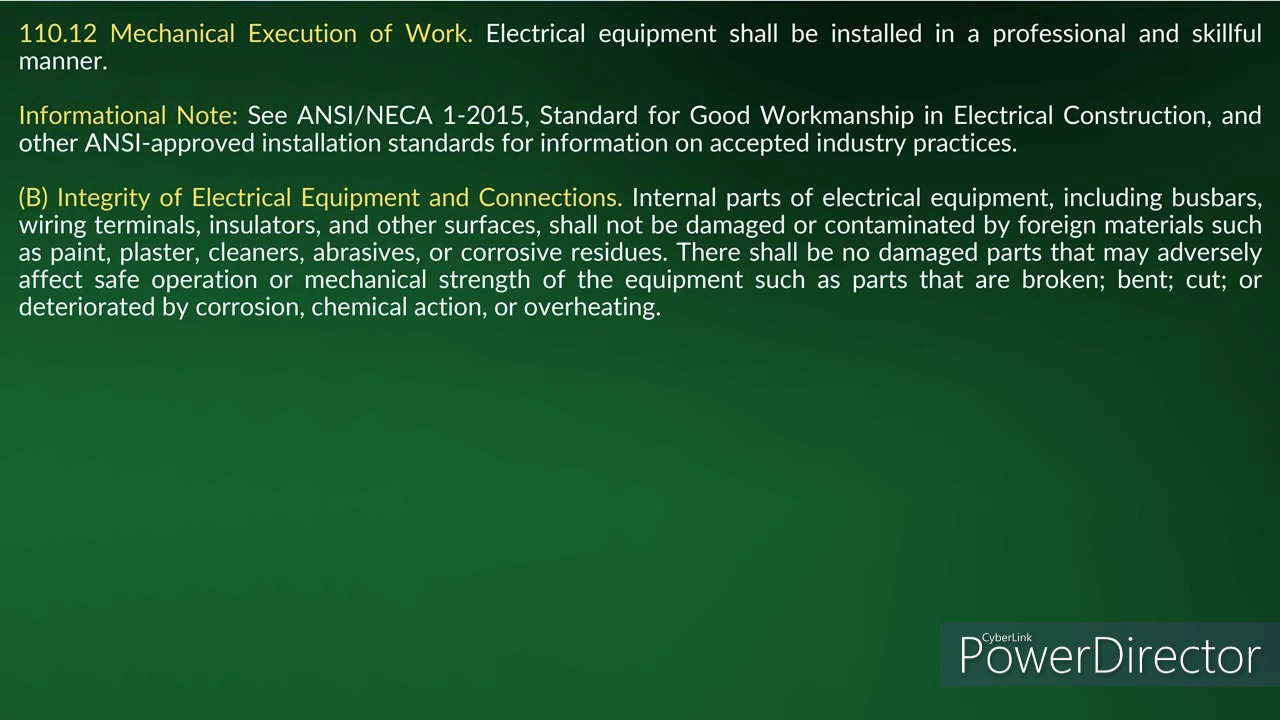 110.12 Mechanical Execution of Work. Electrical equipment shall be installed in a professional and skillful
manner.
Informational Note: See ANSI/NECA 1-2015, Standard for Good Workmanship in Electrical Construction, and
other ANSI-approved installation standards for information on accepted industry practices.
(B) Integrity of Electrical Equipment and Connections. Internal parts of electrical equipment, including busbars,
wiring terminals, insulators, and other surfaces, shall not be damaged or contaminated by foreign materials such
as paint, plaster, cleaners, abrasives, or corrosive residues. There shall be no damaged parts that may adversely
affect safe operation or mechanical strength of the equipment such as parts that are broken; bent; cut; or
deteriorated by corrosion, chemical action, or overheating.
CyberLink
PowerDirector